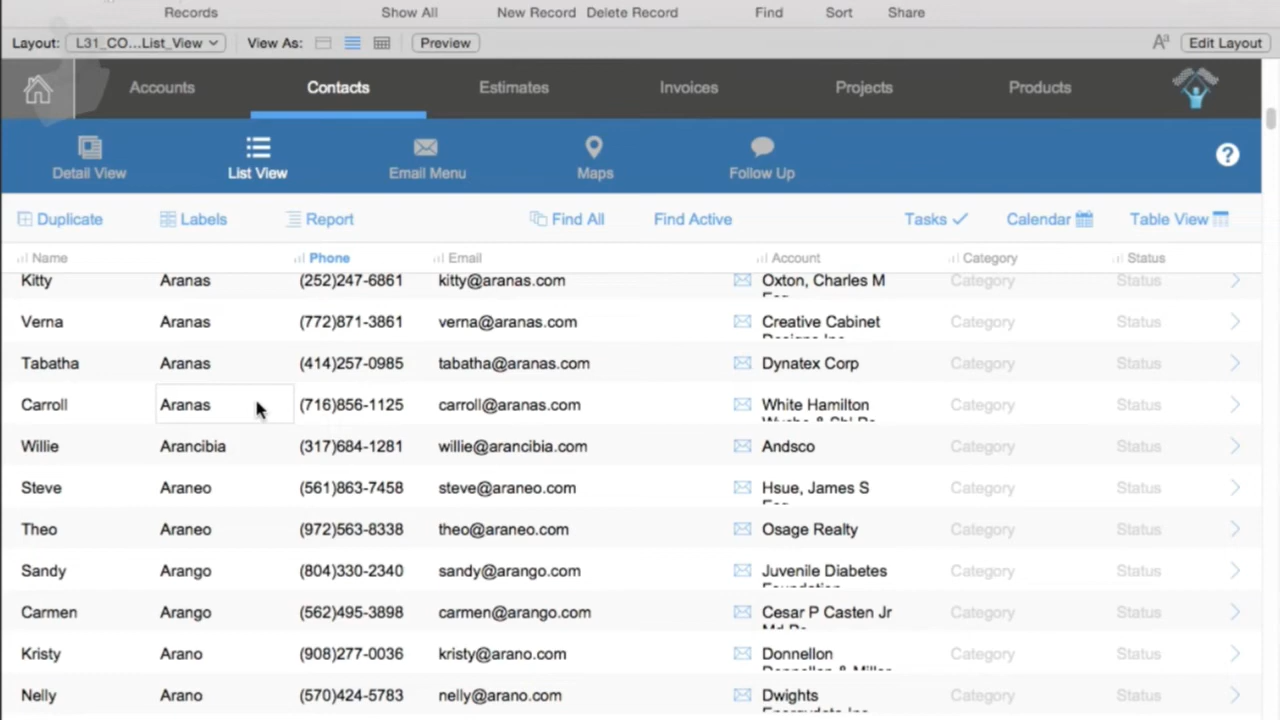 Records Show All New Record Delete Record Find Sort Share
Layout: L31_CO...List_View View As: Preview Aa Edit Layout
Accounts Contacts Estimates Invoices Projects Products
Detail View List View Email Menu Maps Follow Up ?
Duplicate Labels Report Find All Find Active Tasks Calendar Table View
Name Phone Email Account Category Status
Kitty Aranas (252)247-6861 kitty@aranas.com Oxton, Charles M Category Status
Verna Aranas (772)871-3861 verna@aranas.com Creative Cabinet Category Status
Tabatha Aranas (414)257-0985 tabatha@aranas.com Dynatex Corp Category Status
Carroll Aranas (716)856-1125 carroll@aranas.com White Hamilton Category Status
Willie Arancibia (317)684-1281 willie@arancibia.com Andsco Category Status
Steve Araneo (561)863-7458 steve@araneo.com Hsue, James S Category Status
Theo Araneo (972)563-8338 theo@araneo.com Osage Realty Category Status
Sandy Arango (804)330-2340 sandy@arango.com Juvenile Diabetes Category Status
Carmen Arango (562)495-3898 carmen@arango.com Cesar P Casten Jr Category Status
Kristy Arano (908)277-0036 kristy@arano.com Donnellon Category Status
Nelly Arano (570)424-5783 nelly@arano.com Dwights Category Status